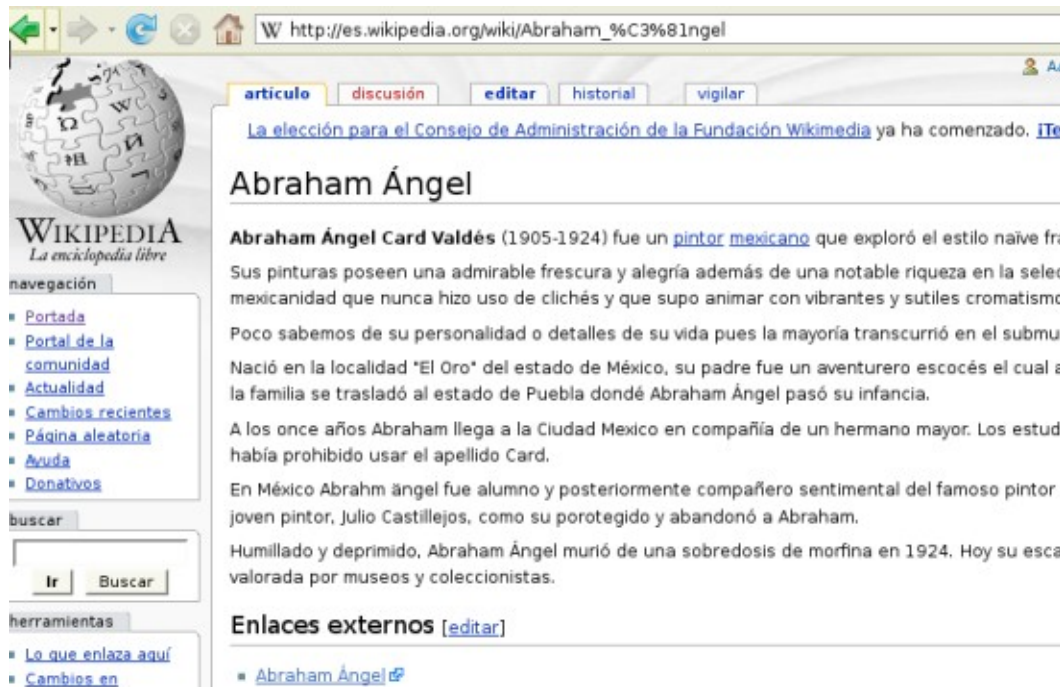 W http://es.wikipedia.org/wiki/Abraham_%C3%81ngel
artículo discusión editar historial vigilar
La elección para el Consejo de Administración de la Fundación Wikimedia ya ha comenzado.
Abraham Ángel
WIKIPEDIA
La enciclopedia libre
Abraham Ángel Card Valdés (1905-1924) fue un pintor mexicano que exploró el estilo naïve
Sus pinturas poseen una admirable frescura y alegría además de una notable riqueza en la
mexicanidad que nunca hizo uso de clichés y que supo animar con vibrantes y sutiles
Poco sabemos de su personalidad o detalles de su vida pues la mayoría transcurrió en el
Nació en la localidad "El Oro" del estado de México, su padre fue un aventurero escocés el cual
la familia se trasladó al estado de Puebla dondé Abraham Ángel pasó su infancia.
A los once años Abraham llega a la Ciudad Mexico en compañía de un hermano mayor. Los
había prohibido usar el apellido Card.
En México Abrahm ängel fue alumno y posteriormente compañero sentimental del famoso pintor
joven pintor, Julio Castillejos, como su porotegido y abandonó a Abraham.
Humillado y deprimido, Abraham Ángel murió de una sobredosis de morfina en 1924. Hoy su
valorada por museos y coleccionistas.
Enlaces externos [editar]
Abraham Ángel
navegación
Portada
Portal de la
comunidad
Actualidad
Cambios recientes
Página aleatoria
Ayuda
Donativos
buscar
Ir Buscar
herramientas
Lo que enlaza aquí
Cambios en